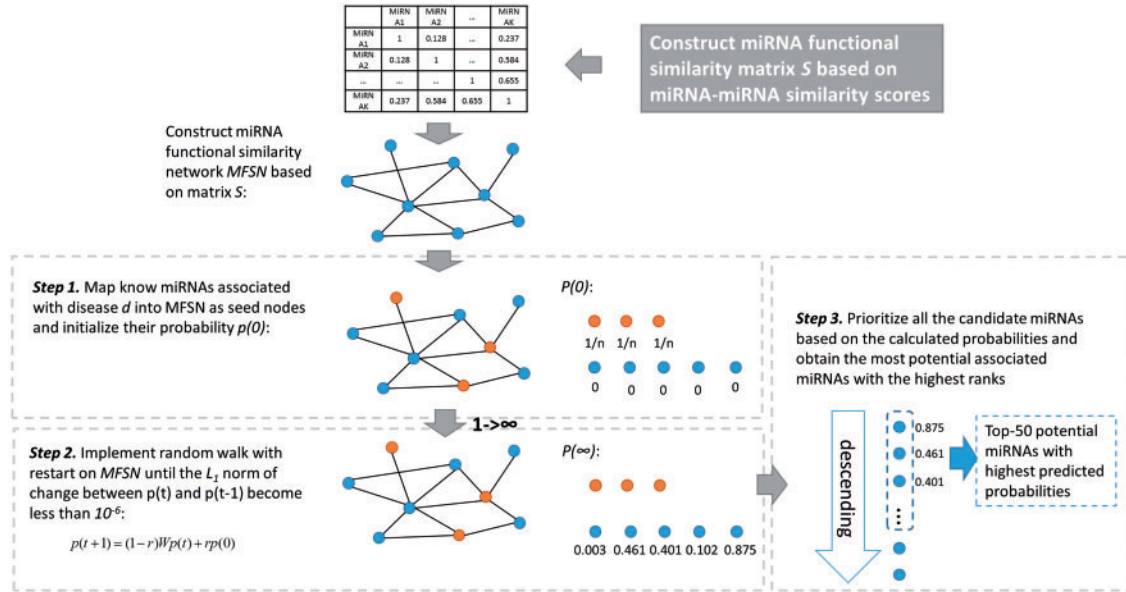 MiRN A1
MiRN A2
...
MiRN AK
MiRN A1
1
0.128
...
0.237
MiRN A2
0.128
1
...
0.584
...
...
...
1
0.655
MiRN AK
0.237
0.584
0.655
1
Construct miRNA functional
similarity matrix S based on
miRNA-miRNA similarity scores
Construct miRNA
functional similarity
network MFSN based
on matrix S:
Step 1. Map know miRNAs associated
with disease d into MFSN as seed nodes
and initialize their probability p(0):
P(0):
1/n 1/n 1/n
0 0 0 0 0
1->∞
Step 2. Implement random walk with
restart on MFSN until the L1 norm of
change between p(t) and p(t-1) become
less than 10⁻⁶:
p(t+1) = (1−r)Wp(t)+rp(0)
P(∞):
0.003 0.461 0.401 0.102 0.875
Step 3. Prioritize all the candidate miRNAs
based on the calculated probabilities and
obtain the most potential associated
miRNAs with the highest ranks
descending
0.875
0.461
0.401
...
Top-50 potential
miRNAs with
highest predicted
probabilities